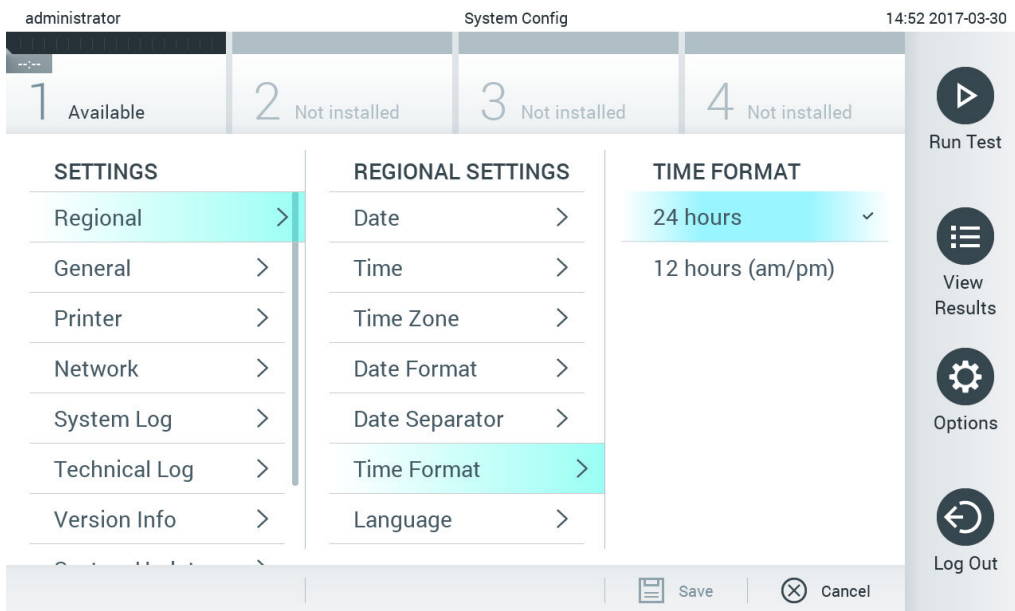 administrator
System Config
14:52 2017-03-30
--:--
1 Available
2 Not installed
3 Not installed
4 Not installed
Run Test
View
Results
Options
Log Out
SETTINGS
Regional
General
Printer
Network
System Log
Technical Log
Version Info
REGIONAL SETTINGS
Date
Time
Time Zone
Date Format
Date Separator
Time Format
Language
TIME FORMAT
24 hours
12 hours (am/pm)
Save
Cancel